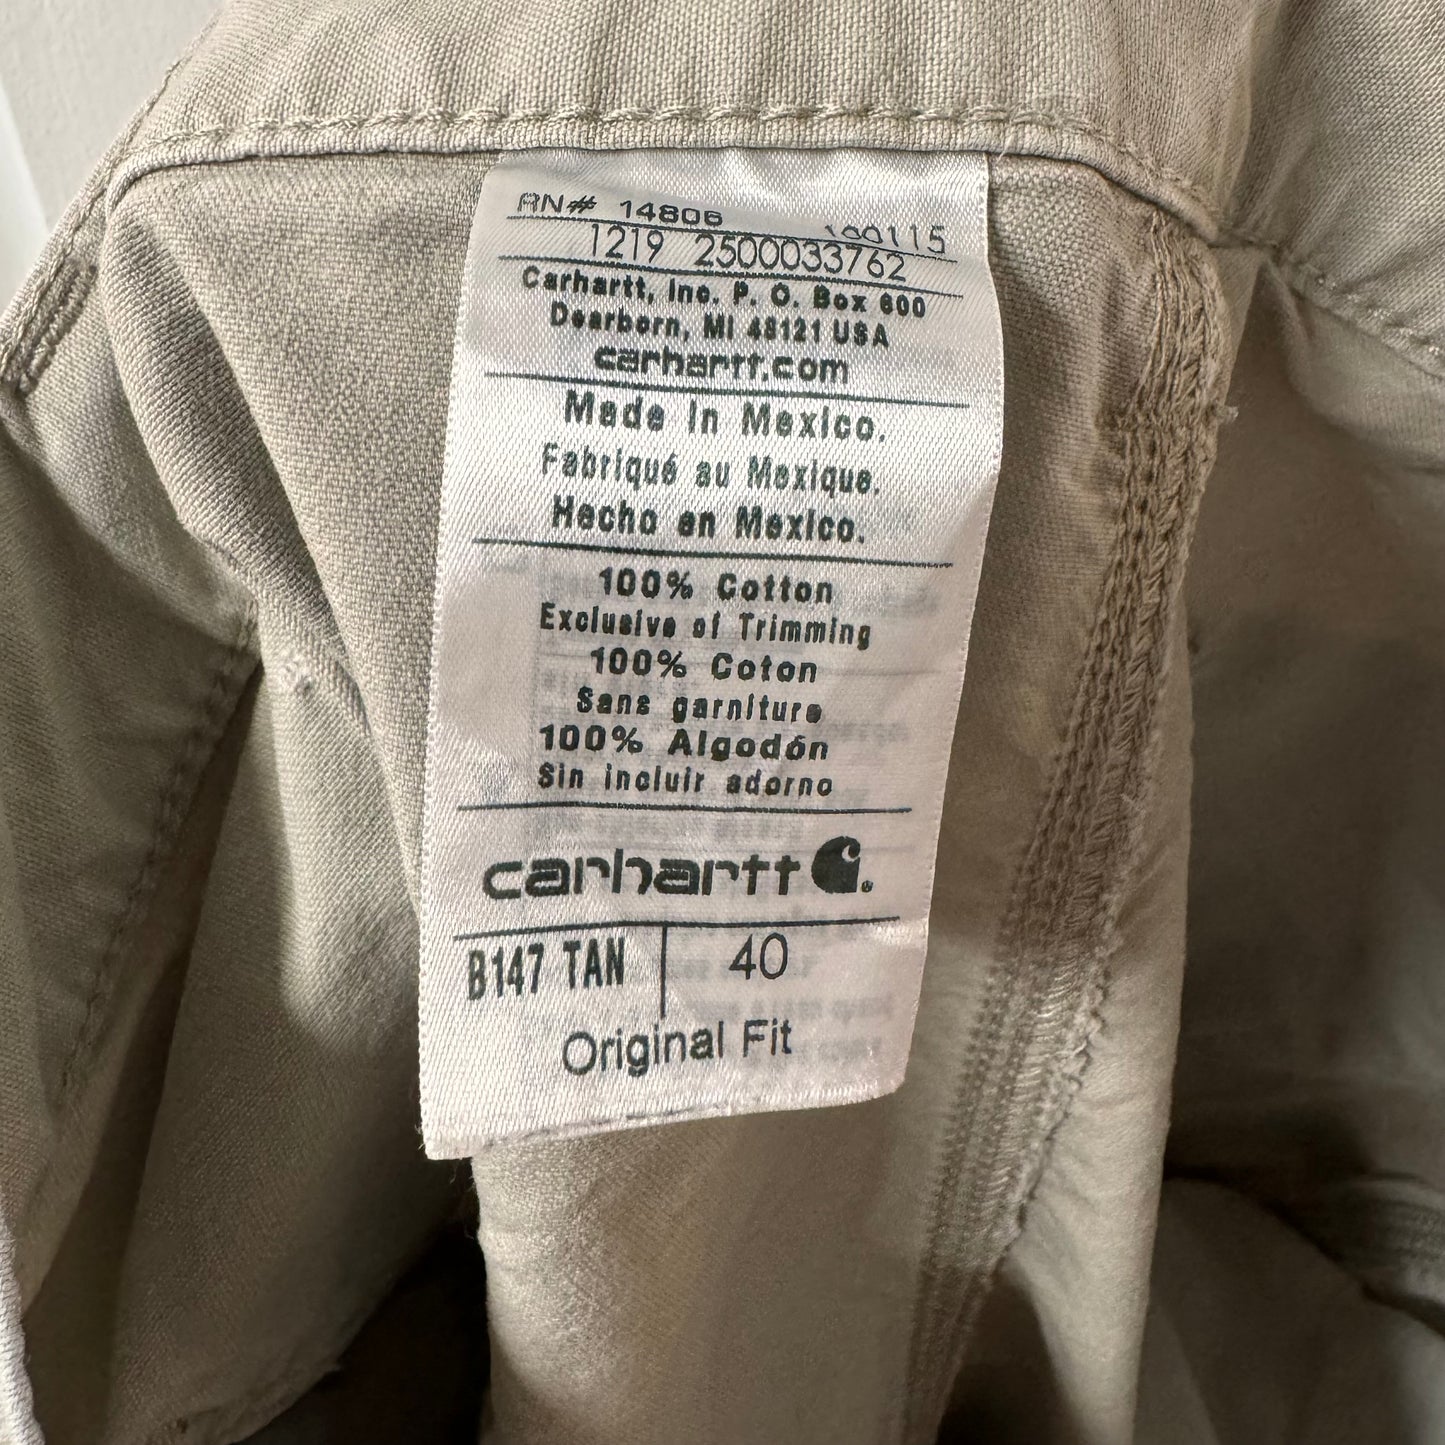 RN# 14806 100115
1219 2500033762
Carhartt, Inc. P. O. Box 600
Dearborn, MI 48121 USA
carhartt.com
Made in Mexico.
Fabriqué au Mexique.
Hecho en Mexico.
100% Cotton
Exclusive of Trimming
100% Coton
Sans garniture
100% Algodón
Sin incluir adorno
carhartt
B147 TAN 40
Original Fit